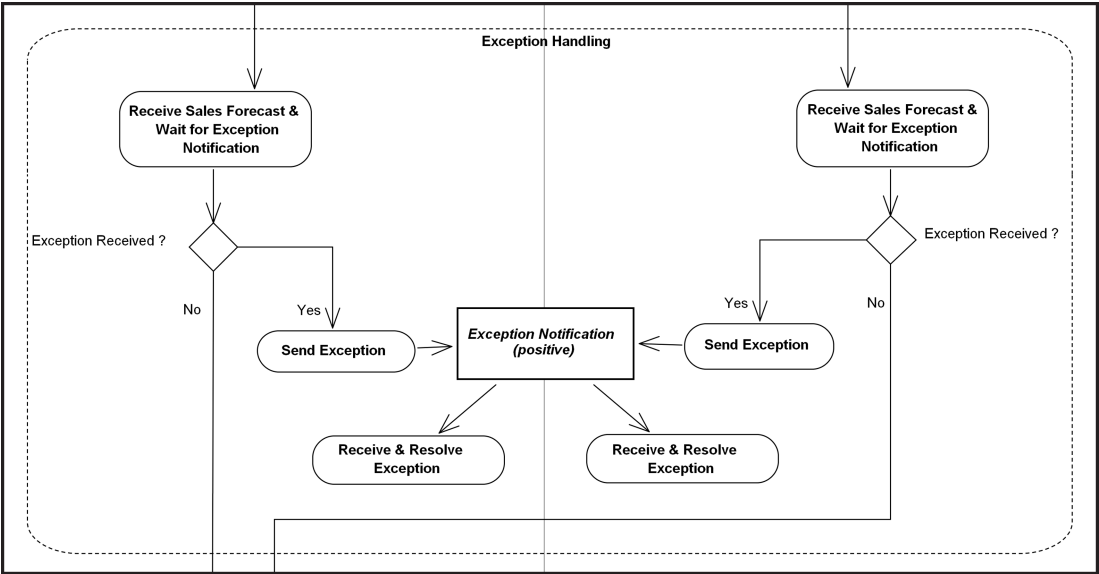 Exception Handling
Receive Sales Forecast &
Wait for Exception
Notification
Receive Sales Forecast &
Wait for Exception
Notification
Exception Received ?
Exception Received ?
No
Yes
Yes
No
Send Exception
Exception Notification
(positive)
Send Exception
Receive & Resolve
Exception
Receive & Resolve
Exception